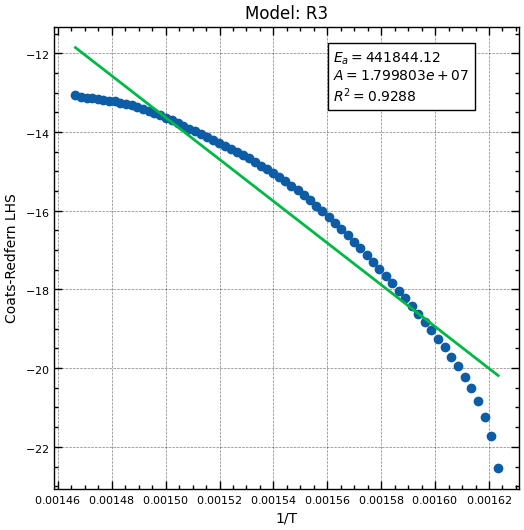 Model: R3
Coats-Redfern LHS
−12
−14
−16
−18
−20
−22
E_a = 441844.12
A = 1.799803e + 07
R^2 = 0.9288
0.00146 0.00148 0.00150 0.00152 0.00154 0.00156 0.00158 0.00160 0.00162
1/T